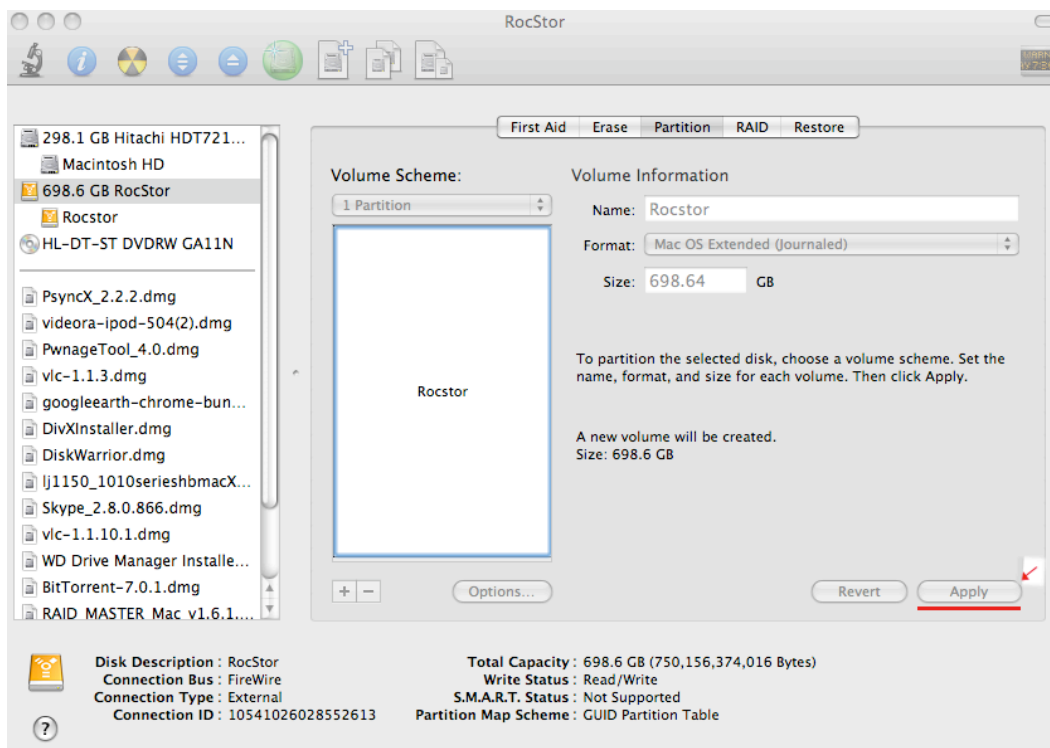 RocStor
First Aid Erase Partition RAID Restore
298.1 GB Hitachi HDT721...
Macintosh HD
698.6 GB RocStor
Rocstor
HL-DT-ST DVDRW GA11N
PsyncX_2.2.2.dmg
videora-ipod-504(2).dmg
PwnageTool_4.0.dmg
vlc-1.1.3.dmg
googleearth-chrome-bun...
DivXInstaller.dmg
DiskWarrior.dmg
lj1150_1010serieshbmacX...
Skype_2.8.0.866.dmg
vlc-1.1.10.1.dmg
WD Drive Manager Installe...
BitTorrent-7.0.1.dmg
RAID MASTER Mac v1.6.1....
Volume Scheme:
1 Partition
Rocstor
Options...
Volume Information
Name: Rocstor
Format: Mac OS Extended (Journaled)
Size: 698.64 GB
To partition the selected disk, choose a volume scheme. Set the
name, format, and size for each volume. Then click Apply.
A new volume will be created.
Size: 698.6 GB
Revert Apply
Disk Description : RocStor
Connection Bus : FireWire
Connection Type : External
Connection ID : 10541026028552613
Total Capacity : 698.6 GB (750,156,374,016 Bytes)
Write Status : Read/Write
S.M.A.R.T. Status : Not Supported
Partition Map Scheme : GUID Partition Table